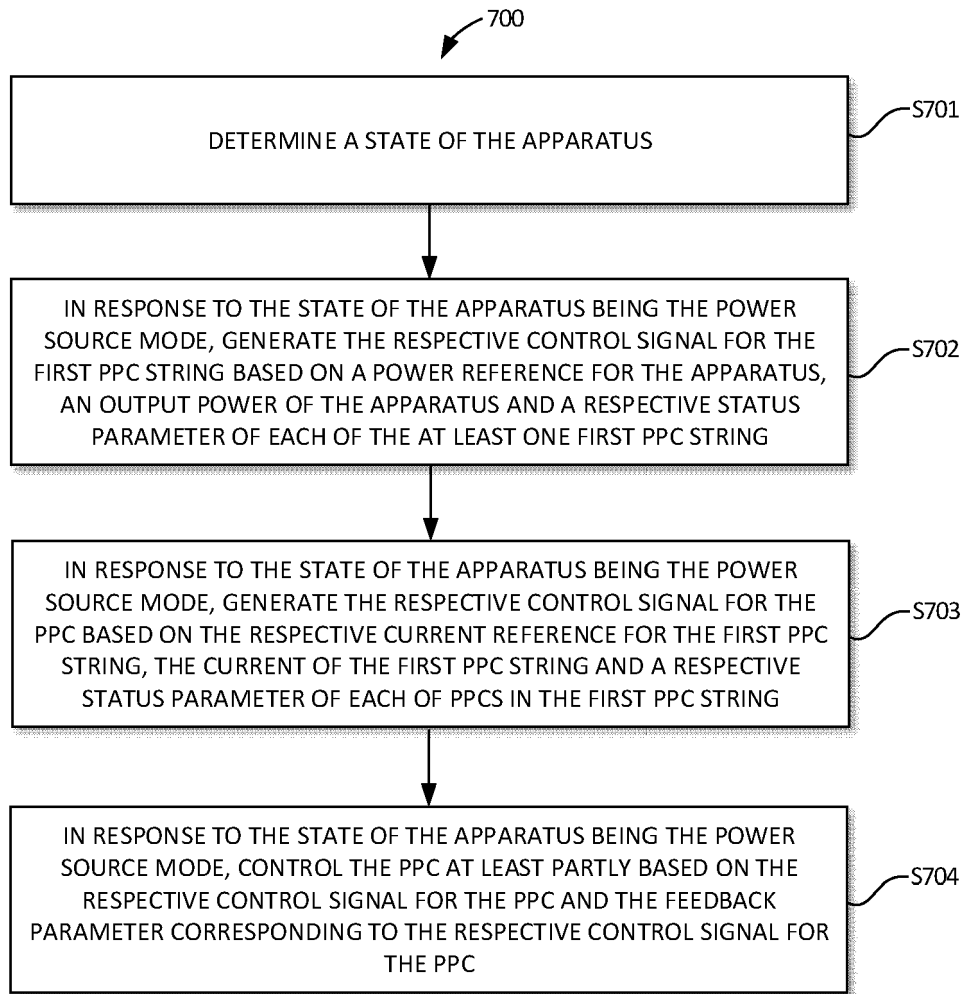 700
DETERMINE A STATE OF THE APPARATUS
S701
IN RESPONSE TO THE STATE OF THE APPARATUS BEING THE POWER
SOURCE MODE, GENERATE THE RESPECTIVE CONTROL SIGNAL FOR THE
FIRST PPC STRING BASED ON A POWER REFERENCE FOR THE APPARATUS,
AN OUTPUT POWER OF THE APPARATUS AND A RESPECTIVE STATUS
PARAMETER OF EACH OF THE AT LEAST ONE FIRST PPC STRING
S702
IN RESPONSE TO THE STATE OF THE APPARATUS BEING THE POWER
SOURCE MODE, GENERATE THE RESPECTIVE CONTROL SIGNAL FOR THE
PPC BASED ON THE RESPECTIVE CURRENT REFERENCE FOR THE FIRST PPC
STRING, THE CURRENT OF THE FIRST PPC STRING AND A RESPECTIVE
STATUS PARAMETER OF EACH OF PPCS IN THE FIRST PPC STRING
S703
IN RESPONSE TO THE STATE OF THE APPARATUS BEING THE POWER
SOURCE MODE, CONTROL THE PPC AT LEAST PARTLY BASED ON THE
RESPECTIVE CONTROL SIGNAL FOR THE PPC AND THE FEEDBACK
PARAMETER CORRESPONDING TO THE RESPECTIVE CONTROL SIGNAL FOR
THE PPC
S704